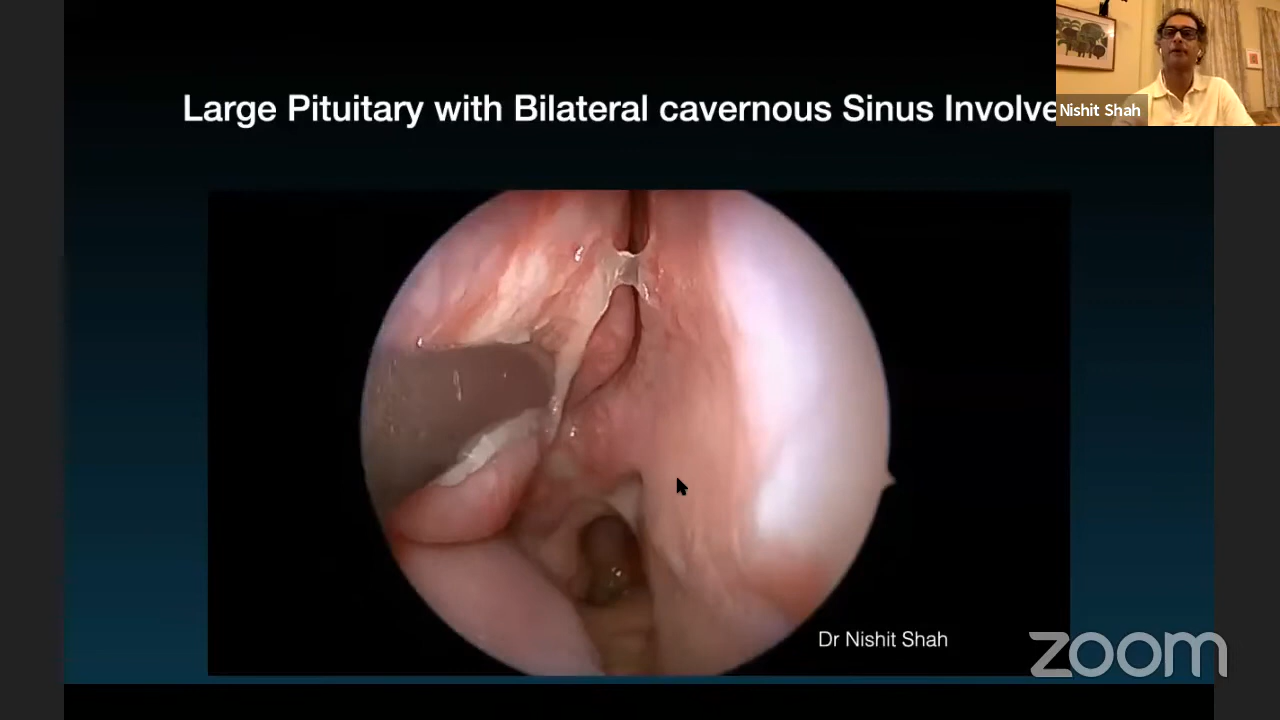 Large Pituitary with Bilateral cavernous Sinus Involve
Nishit Shah
Dr Nishit Shah
zoom